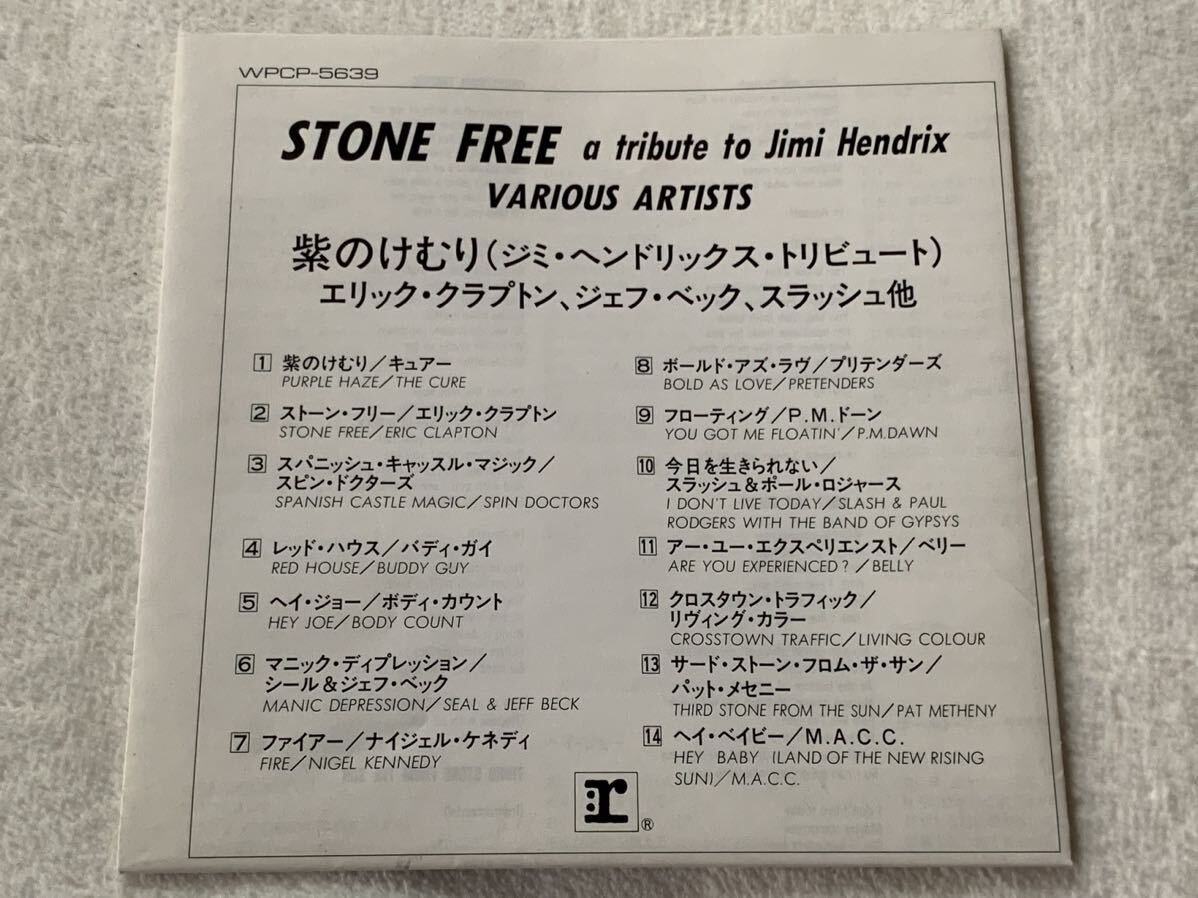 WPCP-5639
STONE FREE a tribute to Jimi Hendrix
VARIOUS ARTISTS
紫のけむり(ジミ・ヘンドリックス・トリビュート)
エリック・クラプトン、ジェフ・ベック、スラッシュ他
1 紫のけむり/キュアー
PURPLE HAZE/THE CURE
2 ストーン・フリー/エリック・クラプトン
STONE FREE/ERIC CLAPTON
3 スパニッシュ・キャッスル・マジック/
スピン・ドクターズ
SPANISH CASTLE MAGIC/SPIN DOCTORS
4 レッド・ハウス/バディ・ガイ
RED HOUSE/BUDDY GUY
5 ヘイ・ジョー/ボディ・カウント
HEY JOE/BODY COUNT
6 マニック・ディプレッション/
シール&ジェフ・ベック
MANIC DEPRESSION/SEAL & JEFF BECK
7 ファイアー/ナイジェル・ケネディ
FIRE/NIGEL KENNEDY
8 ボールド・アズ・ラヴ/プリテンダーズ
BOLD AS LOVE/PRETENDERS
9 フローティング/P.M.ドーン
YOU GOT ME FLOATIN'/P.M.DAWN
10 今日を生きられない/
スラッシュ&ポール・ロジャース
I DON'T LIVE TODAY/SLASH & PAUL
RODGERS WITH THE BAND OF GYPSYS
11 アー・ユー・エクスペリエンスト/ベリー
ARE YOU EXPERIENCED?/BELLY
12 クロスタウン・トラフィック/
リヴィング・カラー
CROSSTOWN TRAFFIC/LIVING COLOUR
13 サード・ストーン・フロム・ザ・サン/
パット・メセニー
THIRD STONE FROM THE SUN/PAT METHENY
14 ヘイ・ベイビー/M.A.C.C.
HEY BABY (LAND OF THE NEW RISING
SUN)/M.A.C.C.
r ®